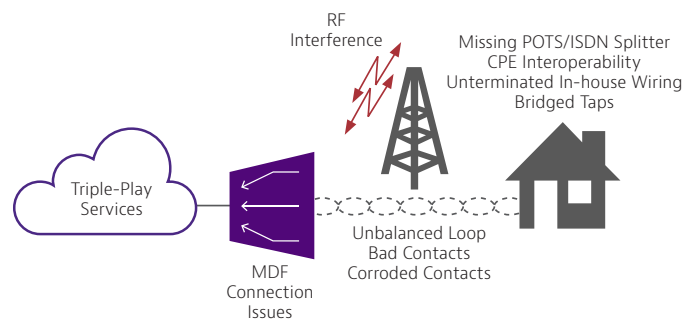 RF
Interference
Missing POTS/ISDN Splitter
CPE Interoperability
Unterminated In-house Wiring
Bridged Taps
Triple-Play
Services
Unbalanced Loop
Bad Contacts
Corroded Contacts
MDF
Connection
Issues